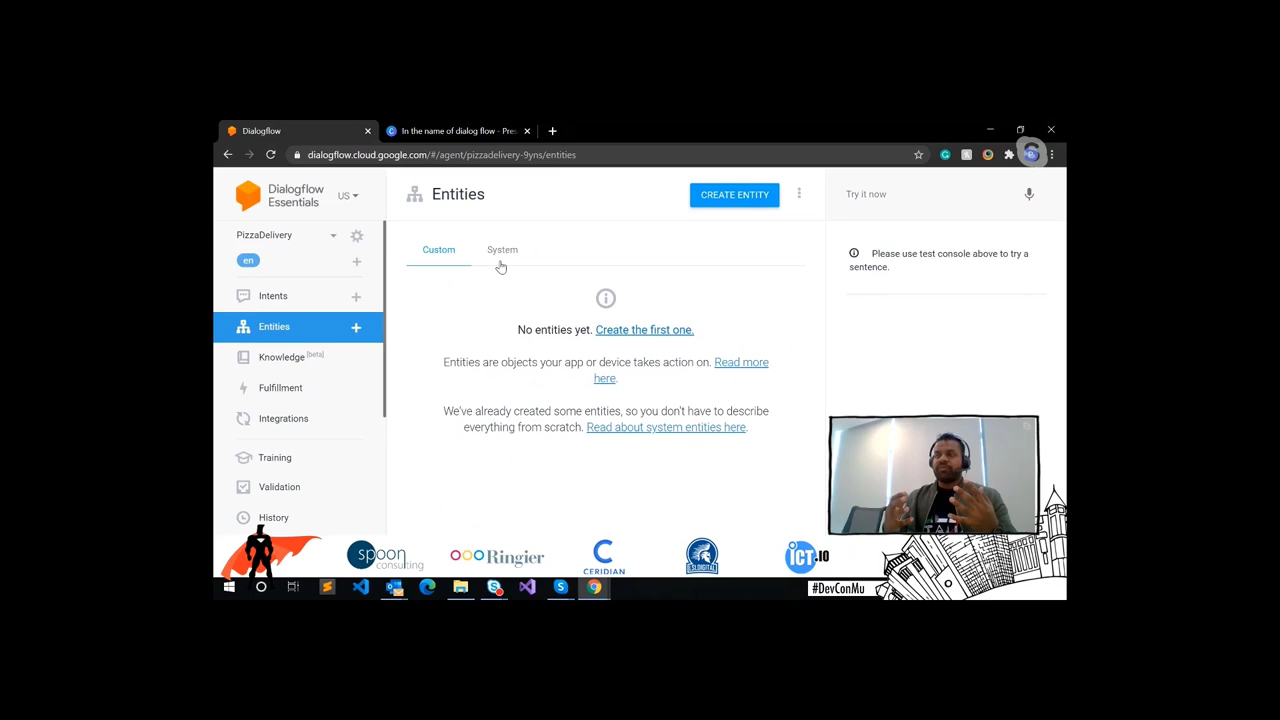 Dialogflow
In the name of dialog flow - Pres
dialogflow.cloud.google.com/#/agent/pizzadelivery-9yns/entities
Dialogflow
Essentials
US
Entities
CREATE ENTITY
Try it now
PizzaDelivery
en
Custom
System
Please use test console above to try a
sentence.
Intents
Entities
Knowledge [beta]
Fulfillment
Integrations
Training
Validation
History
No entities yet. Create the first one.
Entities are objects your app or device takes action on. Read more
here.
We've already created some entities, so you don't have to describe
everything from scratch. Read about system entities here.
spoon
consulting
Ringier
CERIDIAN
ICT.IO
#DevConMu